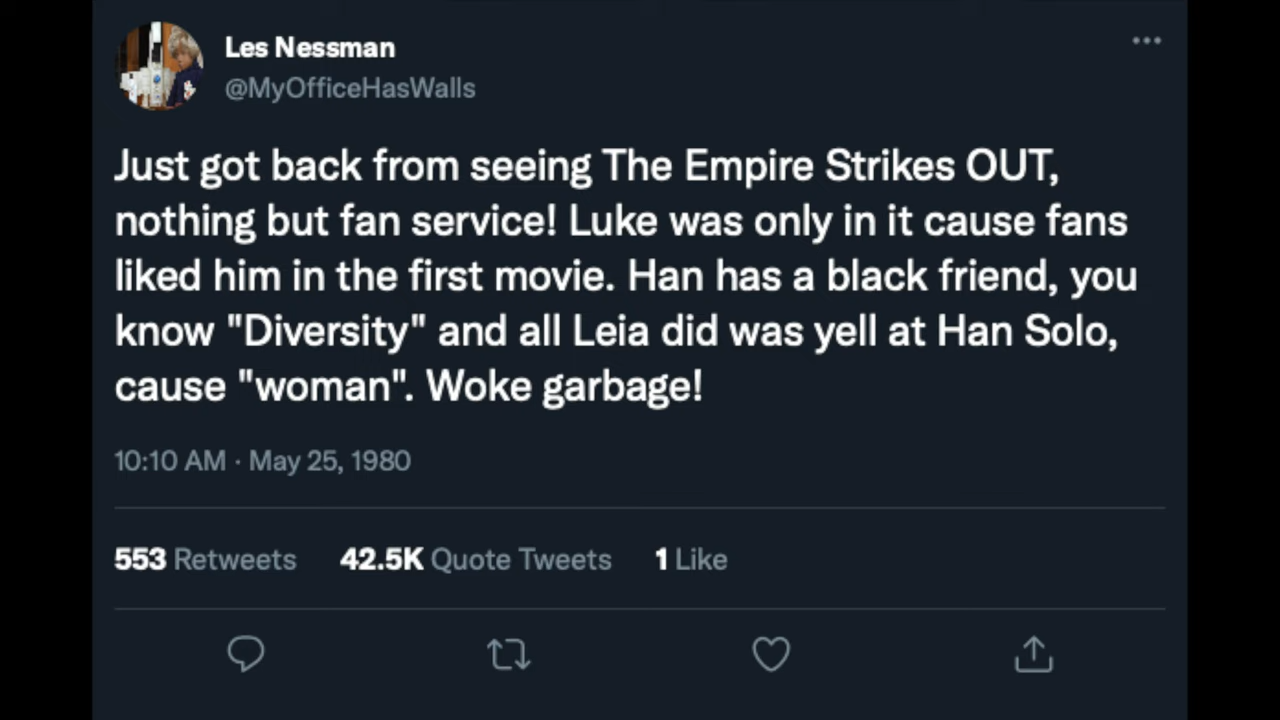 Les Nessman
@MyOfficeHasWalls
Just got back from seeing The Empire Strikes OUT,
nothing but fan service! Luke was only in it cause fans
liked him in the first movie. Han has a black friend, you
know "Diversity" and all Leia did was yell at Han Solo,
cause "woman". Woke garbage!
10:10 AM · May 25, 1980
553 Retweets 42.5K Quote Tweets 1 Like